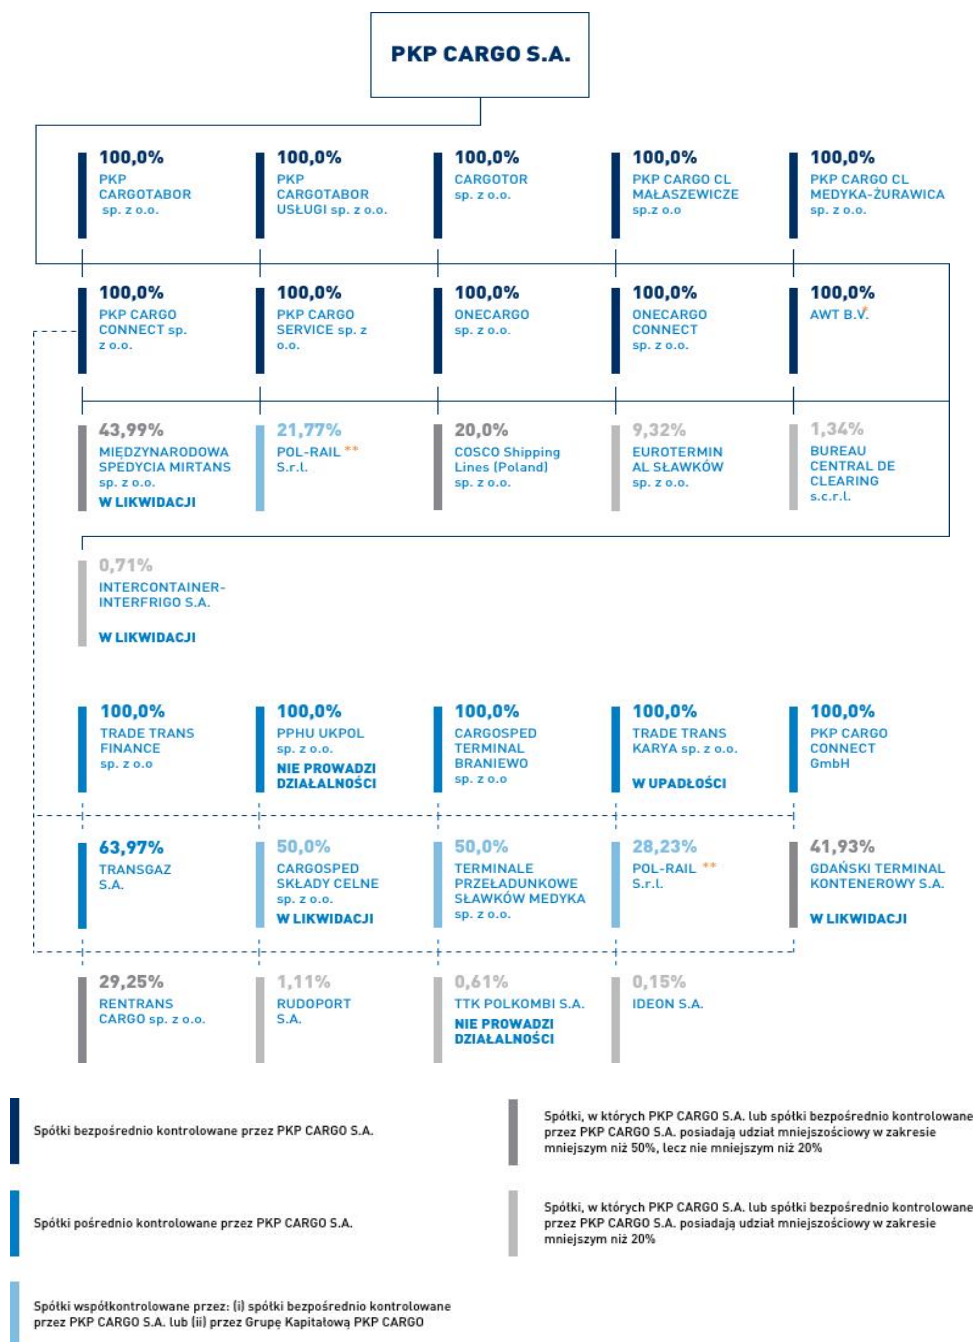 PKP CARGO S.A.
100,0%
PKP
CARGOTABOR
sp. z o.o.
100,0%
PKP
CARGOTABOR
USŁUGI sp. z o.o.
100,0%
CARGOTOR
sp. z o.o.
100,0%
PKP CARGO CL
MAŁASZEWICZE
sp.z o.o
100,0%
PKP CARGO CL
MEDYKA-ŻURAWICA
sp. z o.o.
100,0%
PKP CARGO
CONNECT sp.
z o.o.
100,0%
PKP CARGO
SERVICE sp. z
o.o.
100,0%
ONECARGO
sp. z o.o.
100,0%
ONECARGO
CONNECT
sp. z o.o.
100,0%
AWT B.V.*
43,99%
MIĘDZYNARODOWA
SPEDYCJA MIRTANS
sp. z o.o.
W LIKWIDACJI
21,77%
POL-RAIL **
S.r.l.
20,0%
COSCO Shipping
Lines (Poland)
sp. z o.o.
9,32%
EUROTERMIN
AL SŁAWKÓW
sp. z o.o.
1,34%
BUREAU
CENTRAL DE
CLEARING
s.c.r.l.
0,71%
INTERCONTAINER-
INTERFRIGO S.A.
W LIKWIDACJI
100,0%
TRADE TRANS
FINANCE
sp. z o.o
100,0%
PPHU UKPOL
sp. z o.o.
NIE PROWADZI
DZIAŁALNOŚCI
100,0%
CARGOSPED
TERMINAL
BRANIEWO
sp. z o.o
100,0%
TRADE TRANS
KARYA sp. z o.o.
W UPADŁOŚCI
100,0%
PKP CARGO
CONNECT
GmbH
63,97%
TRANSGAZ
S.A.
50,0%
CARGOSPED
SKŁADY CELNE
sp. z o.o.
W LIKWIDACJI
50,0%
TERMINALE
PRZEŁADUNKOWE
SŁAWKÓW MEDYKA
sp. z o.o.
28,23%
POL-RAIL **
S.r.l.
41,93%
GDAŃSKI TERMINAL
KONTENEROWY S.A.
W LIKWIDACJI
29,25%
RENTRANS
CARGO sp. z o.o.
1,11%
RUDOPORT
S.A.
0,61%
TTK POLKOMBI S.A.
NIE PROWADZI
DZIAŁALNOŚCI
0,15%
IDEON S.A.
Spółki bezpośrednio kontrolowane przez PKP CARGO S.A.
Spółki pośrednio kontrolowane przez PKP CARGO S.A.
Spółki współkontrolowane przez: (i) spółki bezpośrednio kontrolowane
przez PKP CARGO S.A. lub (ii) przez Grupę Kapitałową PKP CARGO
Spółki, w których PKP CARGO S.A. lub spółki bezpośrednio kontrolowane
przez PKP CARGO S.A. posiadają udział mniejszościowy w zakresie
mniejszym niż 50%, lecz nie mniejszym niż 20%
Spółki, w których PKP CARGO S.A. lub spółki bezpośrednio kontrolowane
przez PKP CARGO S.A. posiadają udział mniejszościowy w zakresie
mniejszym niż 20%